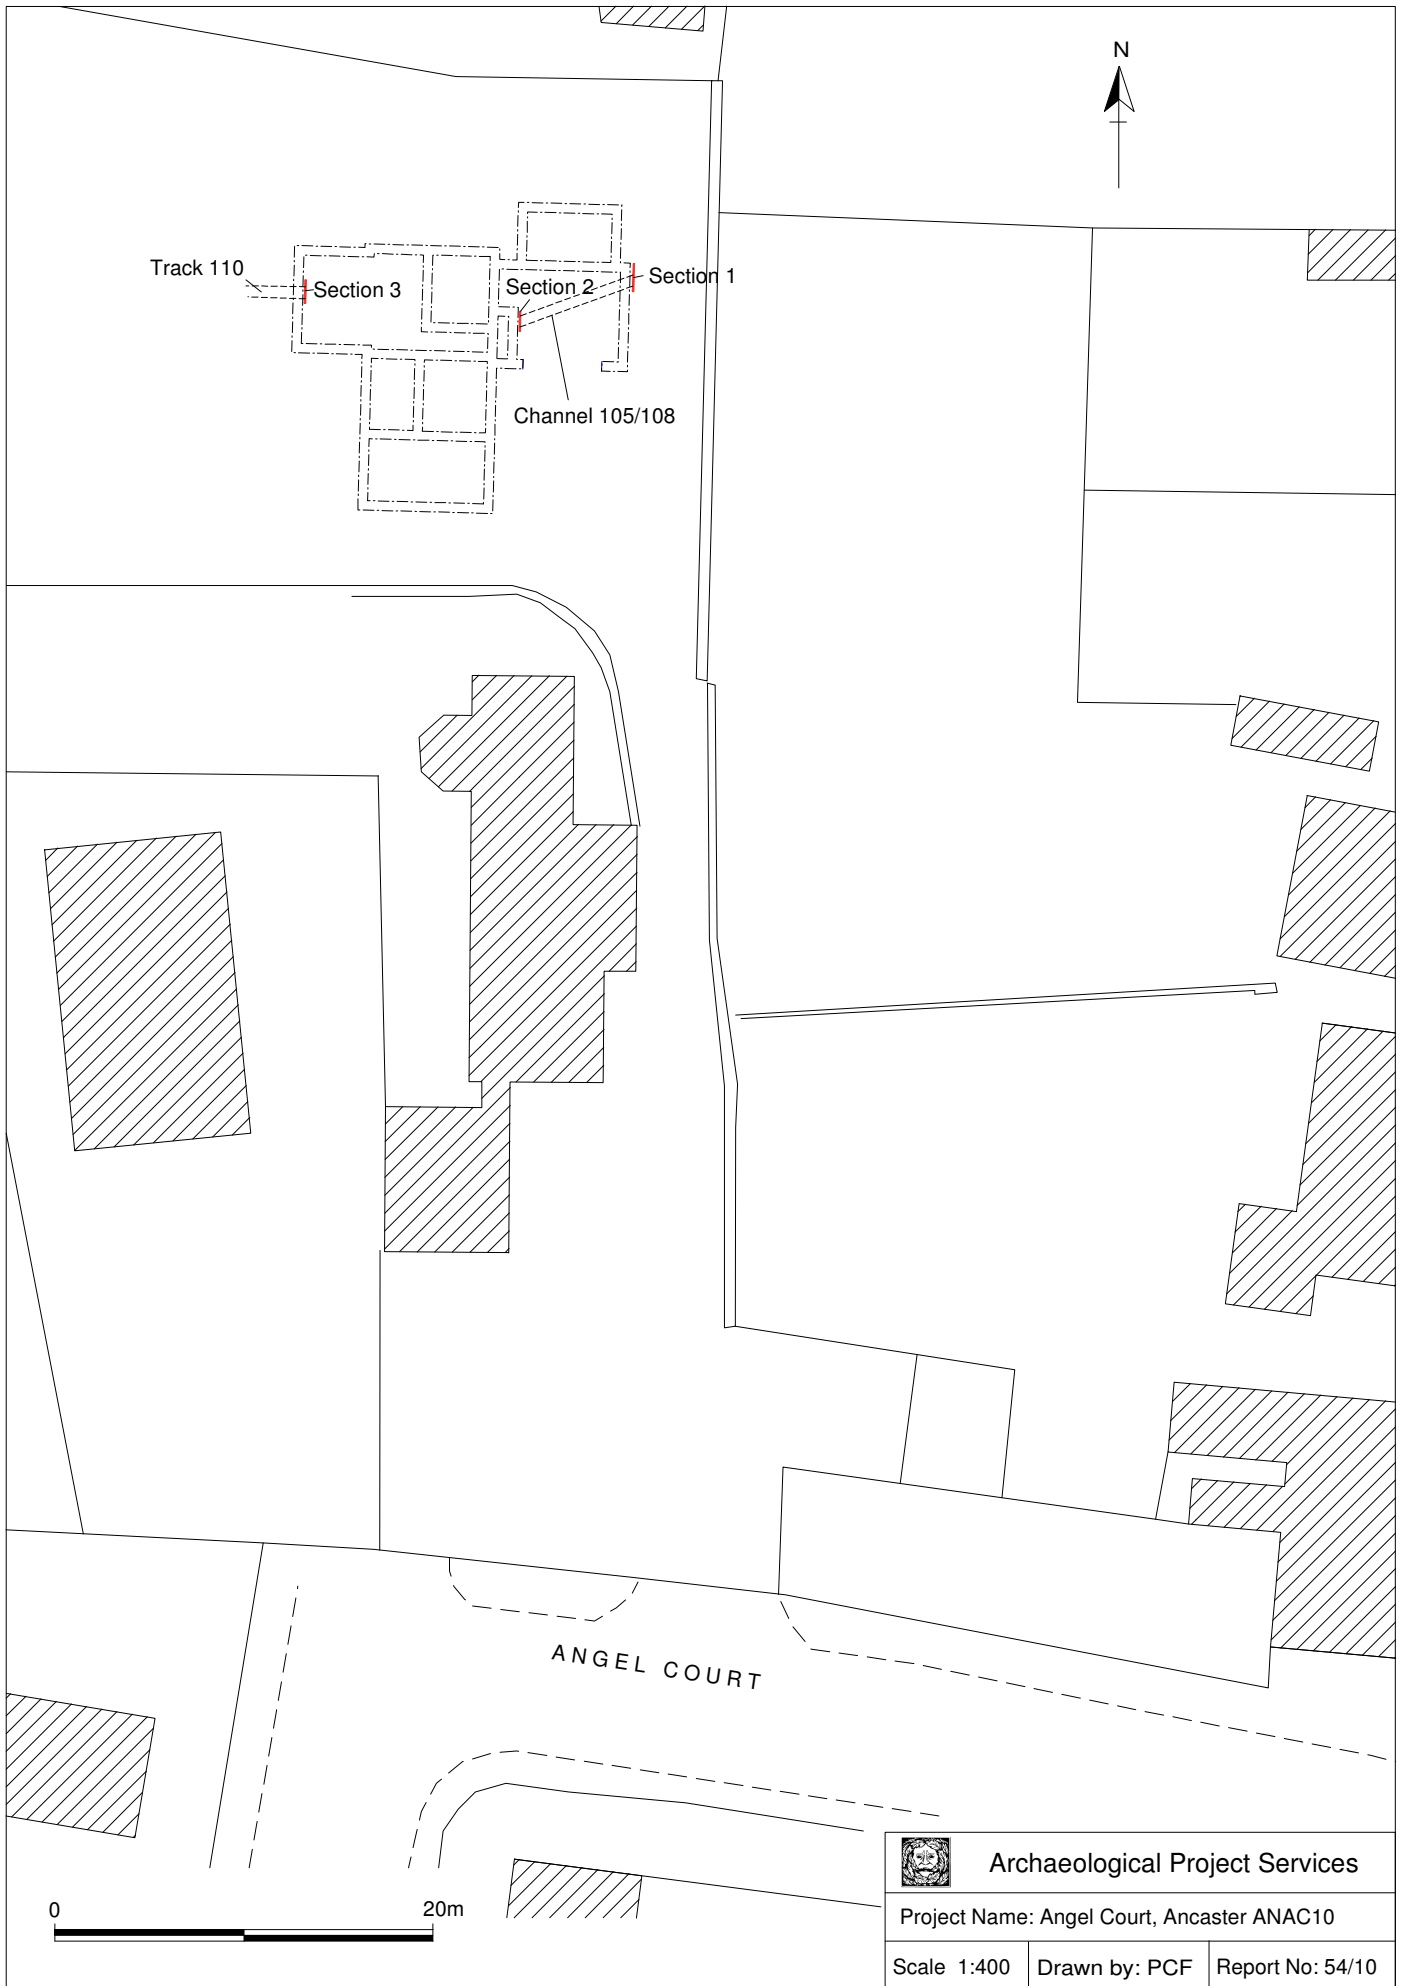 N
Track 110
Section 3
Section 2
Section 1
Channel 105/108
ANGEL COURT
0
20m
Archaeological Project Services
Project Name: Angel Court, Ancaster ANAC10
Scale 1:400
Drawn by: PCF
Report No: 54/10